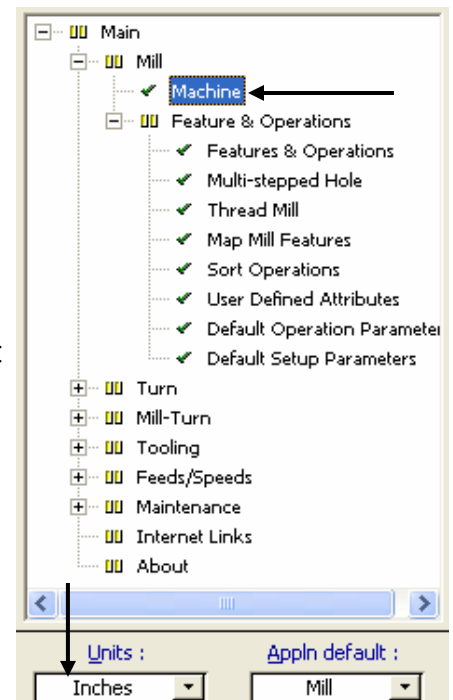 Main
Mill
Machine
Feature & Operations
Features & Operations
Multi-stepped Hole
Thread Mill
Map Mill Features
Sort Operations
User Defined Attributes
Default Operation Parameter
Default Setup Parameters
Turn
Mill-Turn
Tooling
Feeds/Speeds
Maintenance
Internet Links
About
Units : Appln default :
Inches Mill